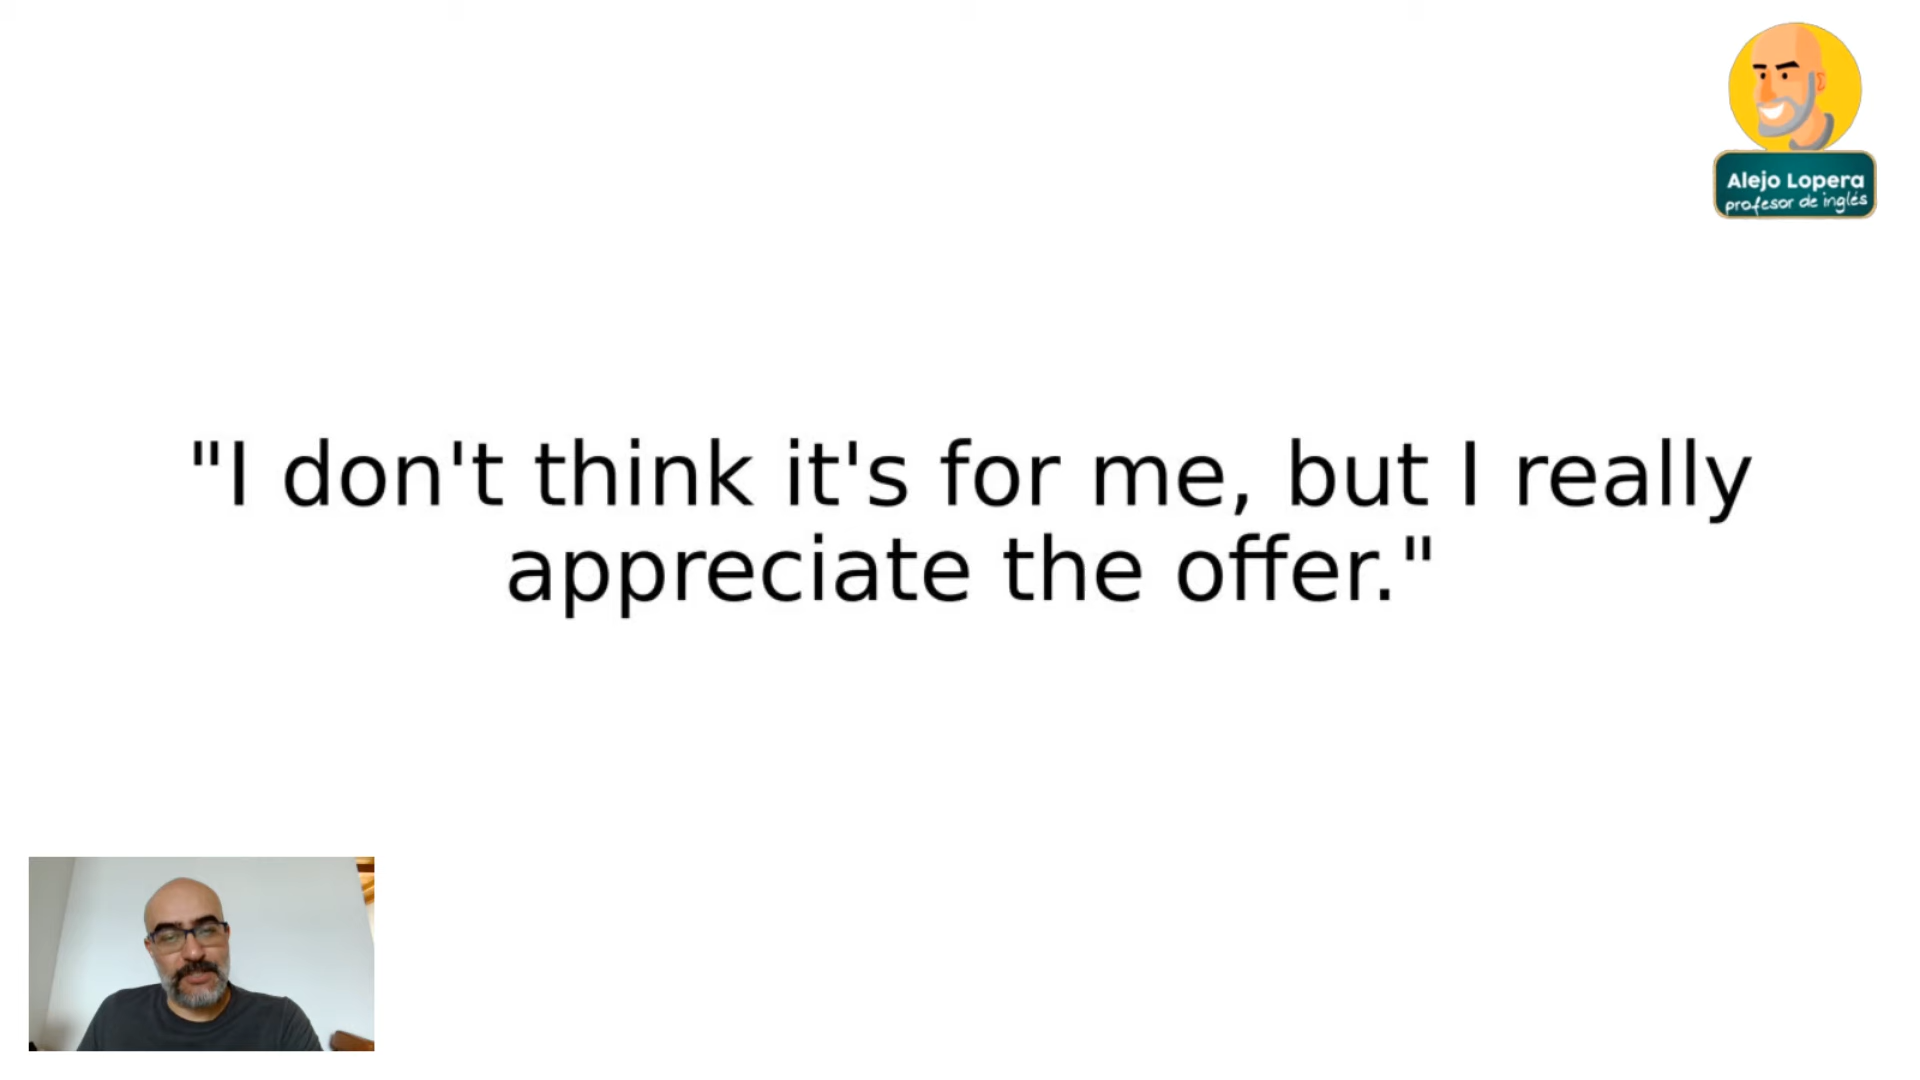 Alejo Lopera
profesor de inglés
"I don't think it's for me, but I really
appreciate the offer."